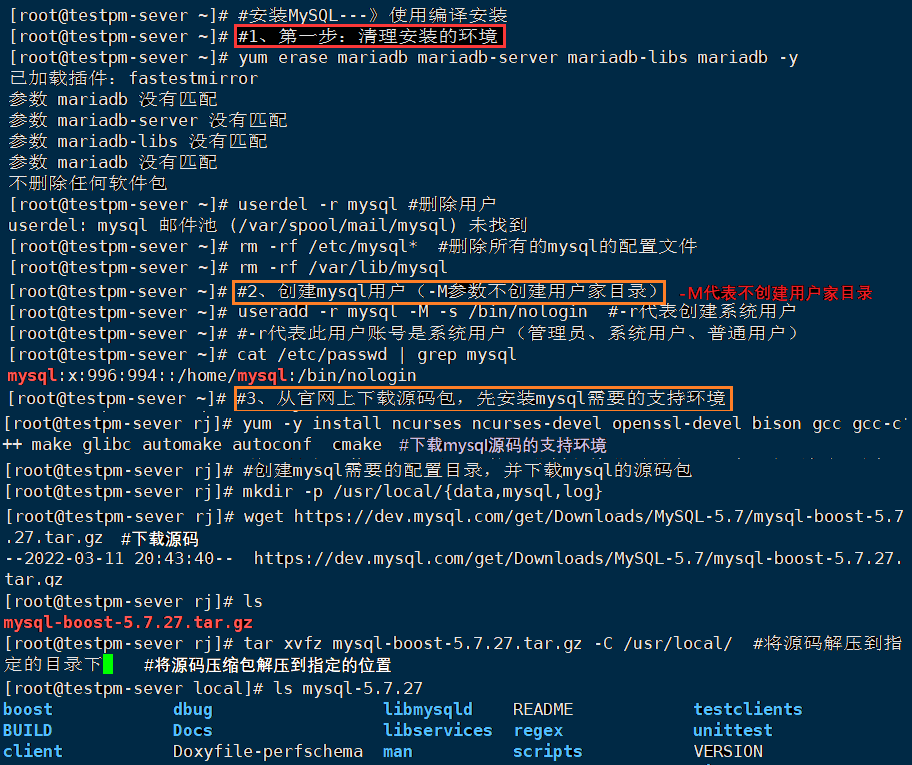 [root@testpm-sever ~]# #安装MySQL---》使用编译安装
[root@testpm-sever ~]# #1、第一步：清理安装的环境
[root@testpm-sever ~]# yum erase mariadb mariadb-server mariadb-libs mariadb -y
已加载插件：fastestmirror
参数 mariadb 没有匹配
参数 mariadb-server 没有匹配
参数 mariadb-libs 没有匹配
参数 mariadb 没有匹配
不删除任何软件包
[root@testpm-sever ~]# userdel -r mysql #删除用户
userdel: mysql 邮件池 (/var/spool/mail/mysql) 未找到
[root@testpm-sever ~]# rm -rf /etc/mysql*  #删除所有的mysql的配置文件
[root@testpm-sever ~]# rm -rf /var/lib/mysql
[root@testpm-sever ~]# #2、创建mysql用户（-M参数不创建用户家目录） -M代表不创建用户家目录
[root@testpm-sever ~]# useradd -r mysql -M -s /bin/nologin  #-r代表创建系统用户
[root@testpm-sever ~]# #-r代表此用户账号是系统用户（管理员、系统用户、普通用户）
[root@testpm-sever ~]# cat /etc/passwd | grep mysql
mysql:x:996:994::/home/mysql:/bin/nologin
[root@testpm-sever ~]# #3、从官网上下载源码包，先安装mysql需要的支持环境
[root@testpm-sever rj]# yum -y install ncurses ncurses-devel openssl-devel bison gcc gcc-c
++ make glibc automake autoconf  cmake  #下载mysql源码的支持环境
[root@testpm-sever rj]# #创建mysql需要的配置目录，并下载mysql的源码包
[root@testpm-sever rj]# mkdir -p /usr/local/{data,mysql,log}
[root@testpm-sever rj]# wget https://dev.mysql.com/get/Downloads/MySQL-5.7/mysql-boost-5.7
.27.tar.gz  #下载源码
--2022-03-11 20:43:40--  https://dev.mysql.com/get/Downloads/MySQL-5.7/mysql-boost-5.7.27.
tar.gz
[root@testpm-sever rj]# ls
mysql-boost-5.7.27.tar.gz
[root@testpm-sever rj]# tar xvfz mysql-boost-5.7.27.tar.gz -C /usr/local/  #将源码解压到指
定的目录下 #将源码压缩包解压到指定的位置
[root@testpm-sever local]# ls mysql-5.7.27
boost dbug libmysqld README testclients
BUILD Docs libservices regex unittest
client Doxyfile-perfschema man scripts VERSION